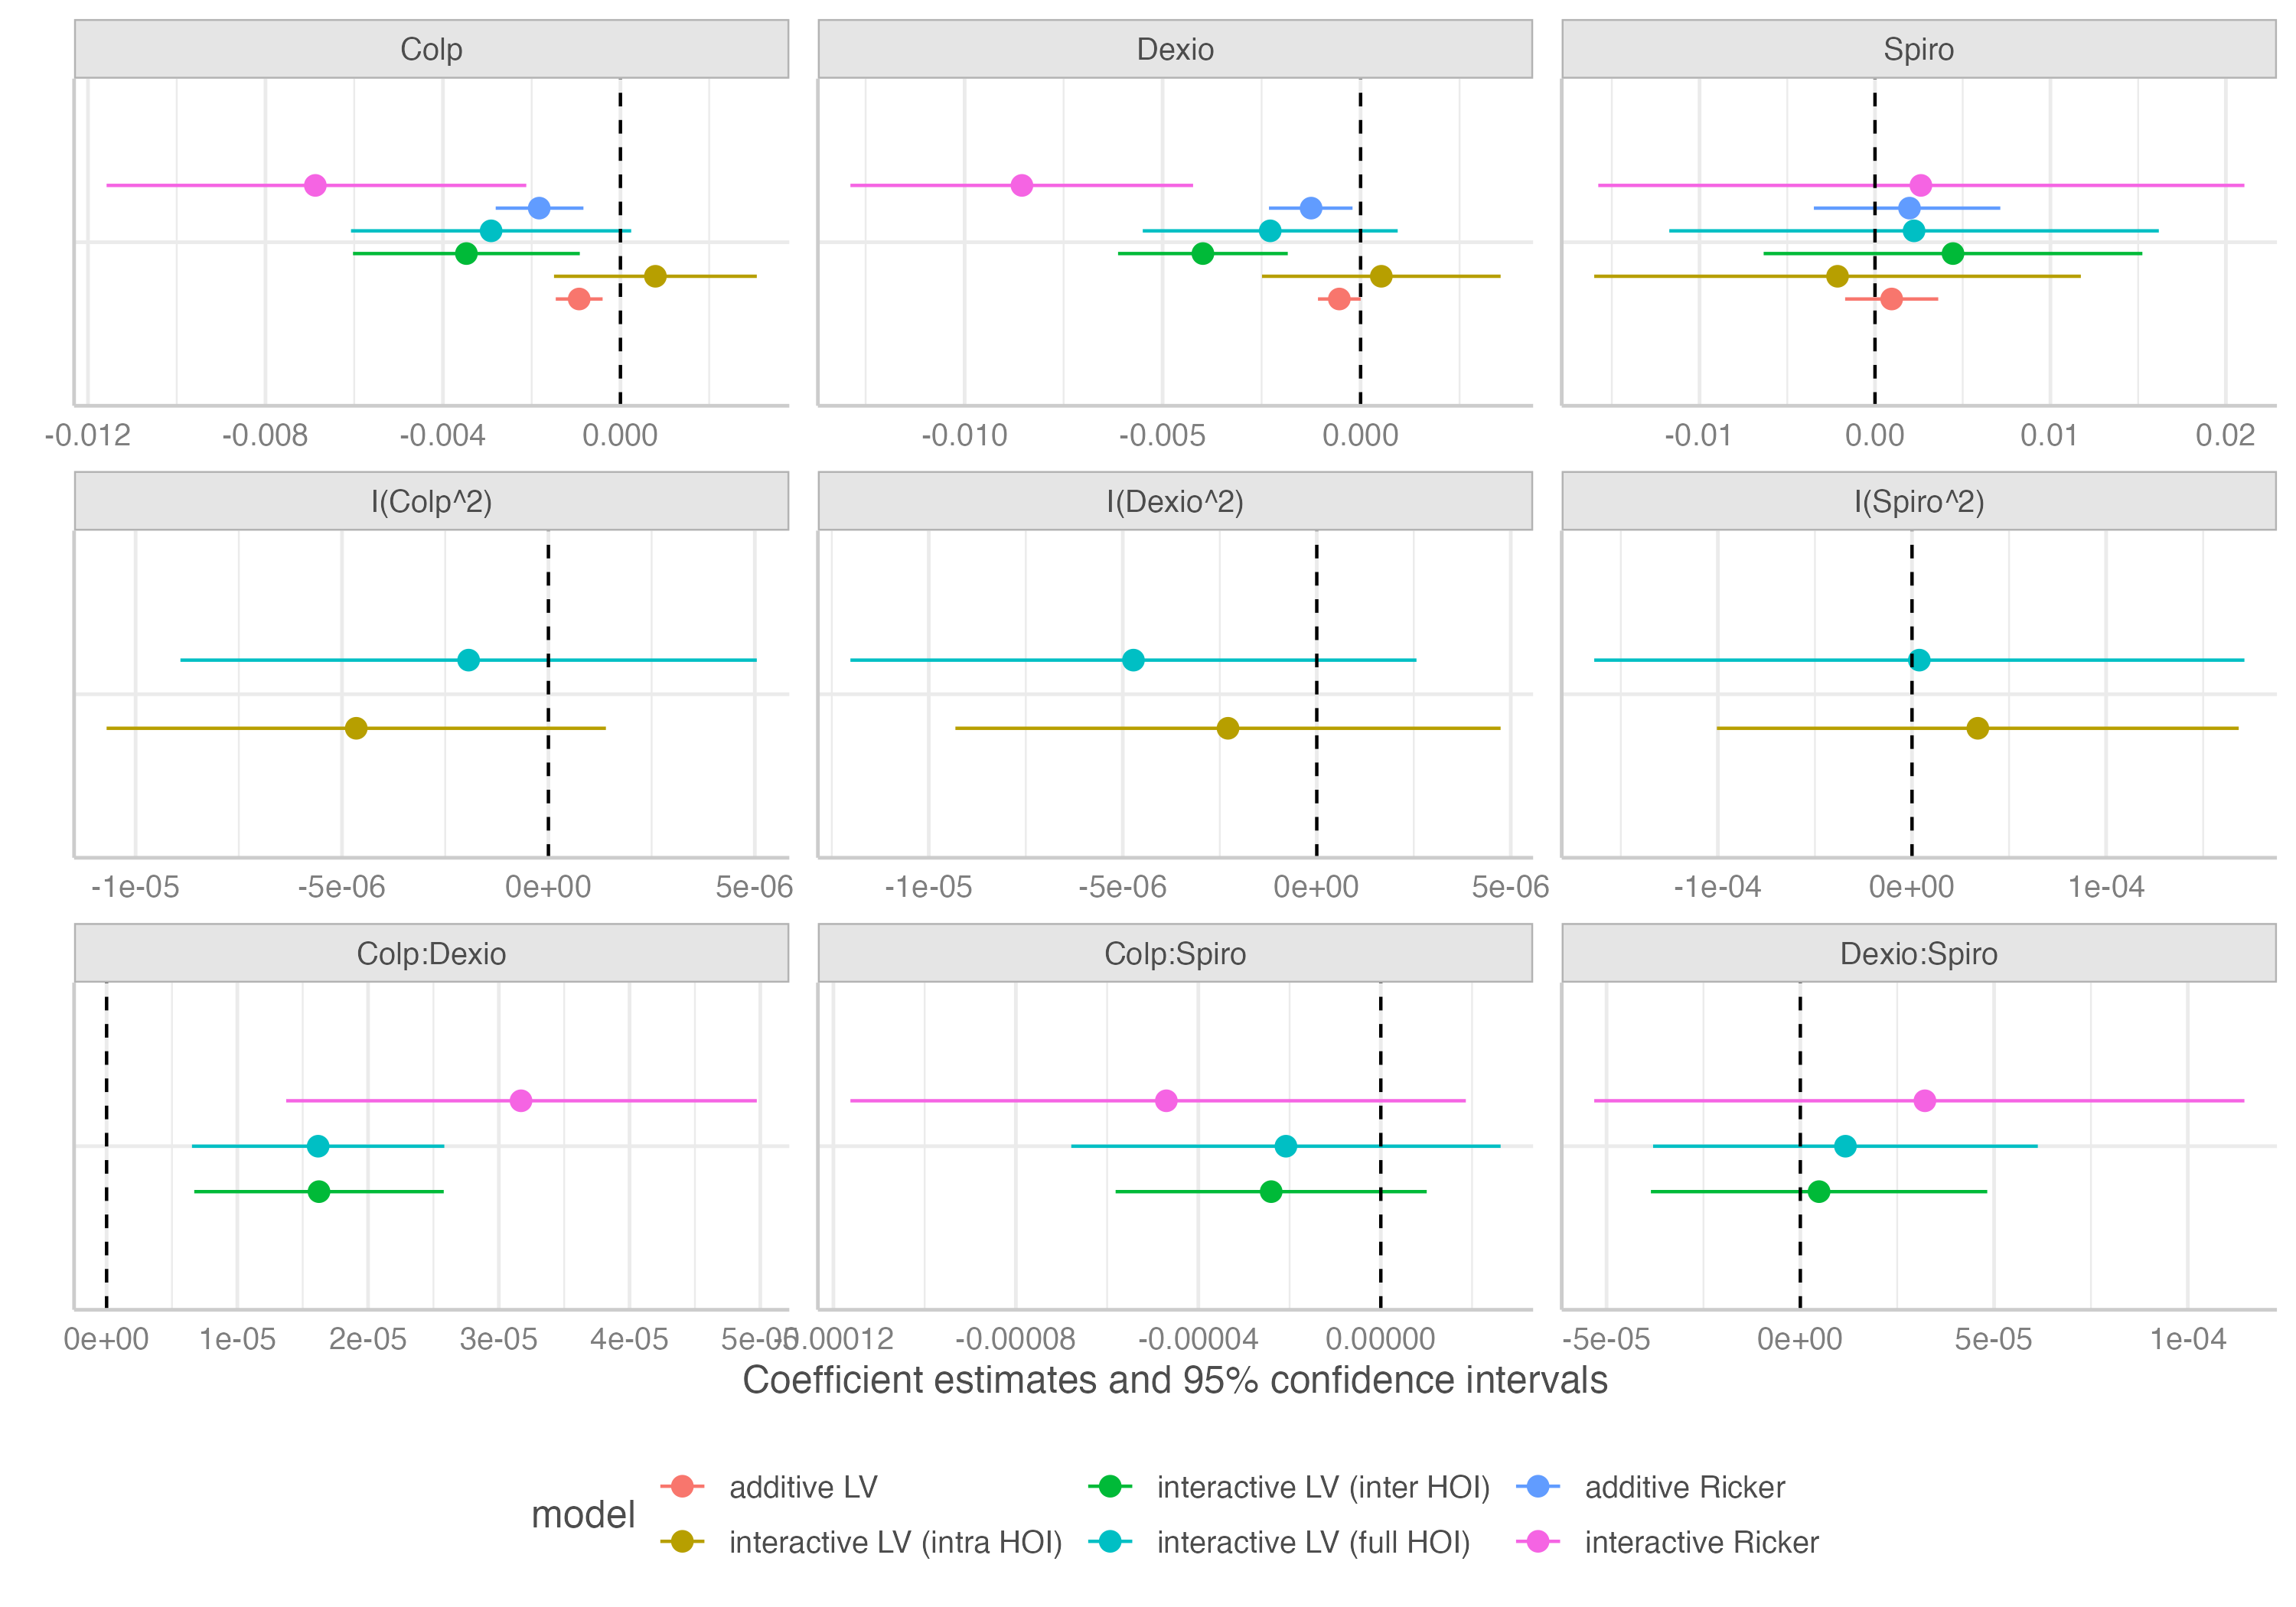 Colp Dexio Spiro
-0.012 -0.008 -0.004 0.000 -0.010 -0.005 0.000 -0.01 0.00 0.01 0.02
I(Colp^2) I(Dexio^2) I(Spiro^2)
-1e-05 -5e-06 0e+00 5e-06 -1e-05 -5e-06 0e+00 5e-06 -1e-04 0e+00 1e-04
Colp:Dexio Colp:Spiro Dexio:Spiro
0e+00 1e-05 2e-05 3e-05 4e-05 5e-05 -0.00012 -0.00008 -0.00004 0.00000 -5e-05 0e+00 5e-05 1e-04
Coefficient estimates and 95% confidence intervals
model
additive LV interactive LV (inter HOI) additive Ricker
interactive LV (intra HOI) interactive LV (full HOI) interactive Ricker